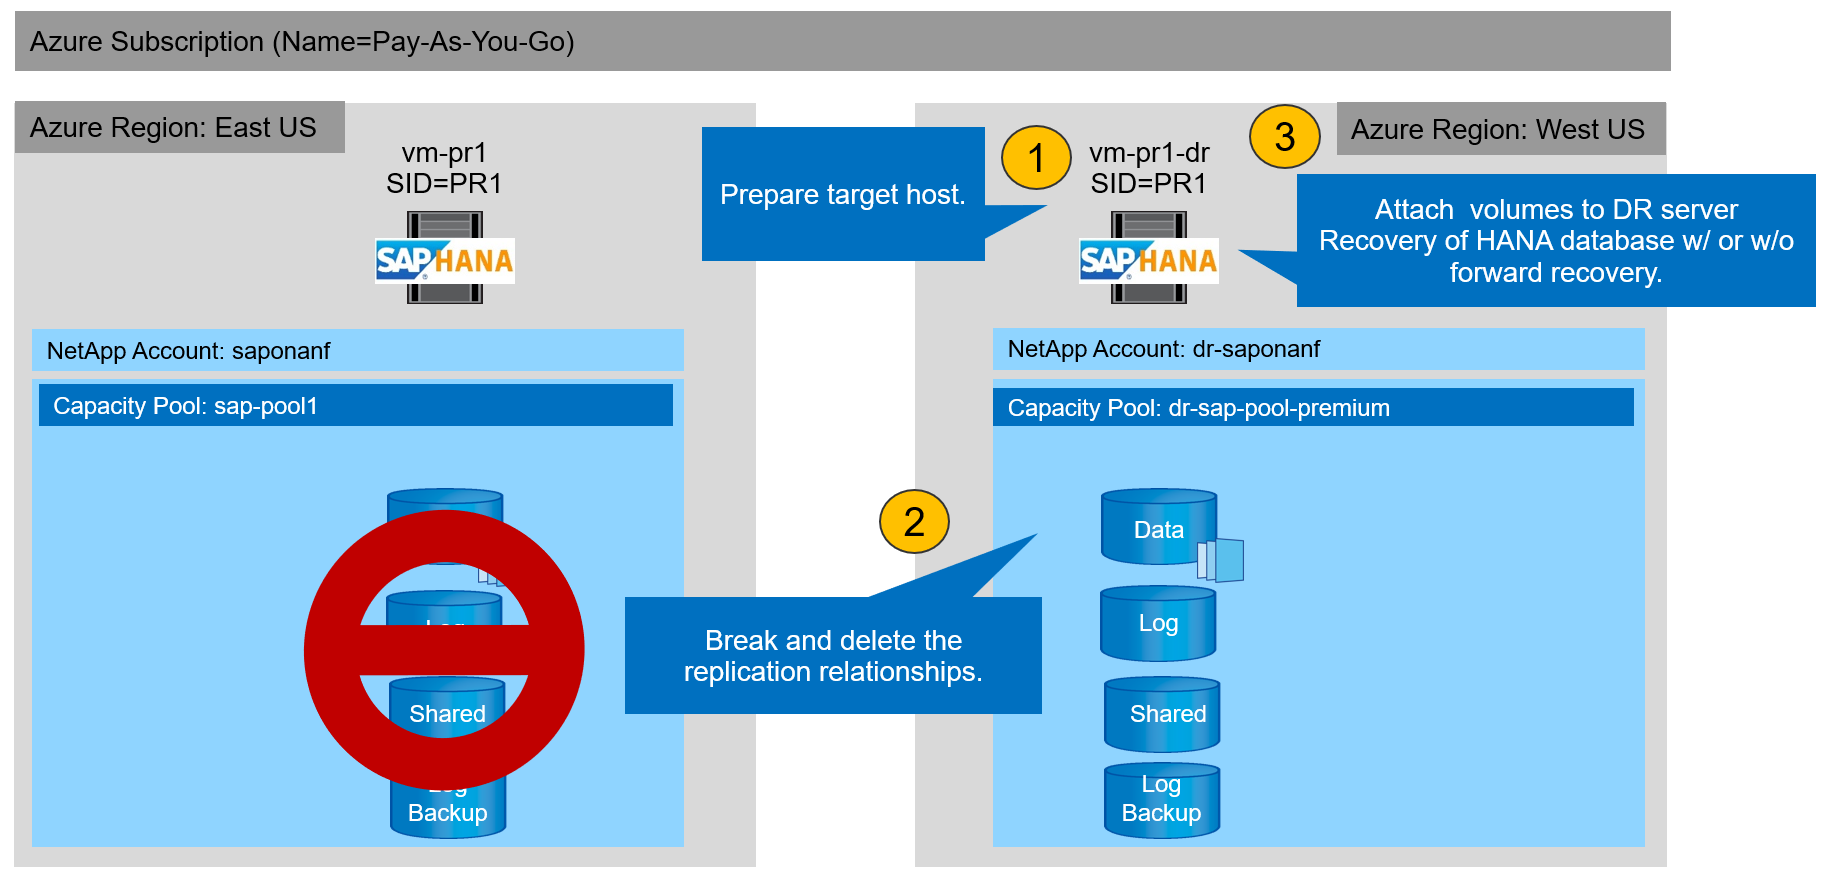 Azure Subscription (Name=Pay-As-You-Go)
Azure Region: East US
vm-pr1
SID=PR1
SAP HANA
NetApp Account: saponanf
Capacity Pool: sap-pool1
Shared
Backup
Prepare target host.
1
2
Break and delete the
replication relationships.
vm-pr1-dr
SID=PR1
SAP HANA
3
Azure Region: West US
Attach  volumes to DR server
Recovery of HANA database w/ or w/o
forward recovery.
NetApp Account: dr-saponanf
Capacity Pool: dr-sap-pool-premium
Data
Log
Shared
Log
Backup